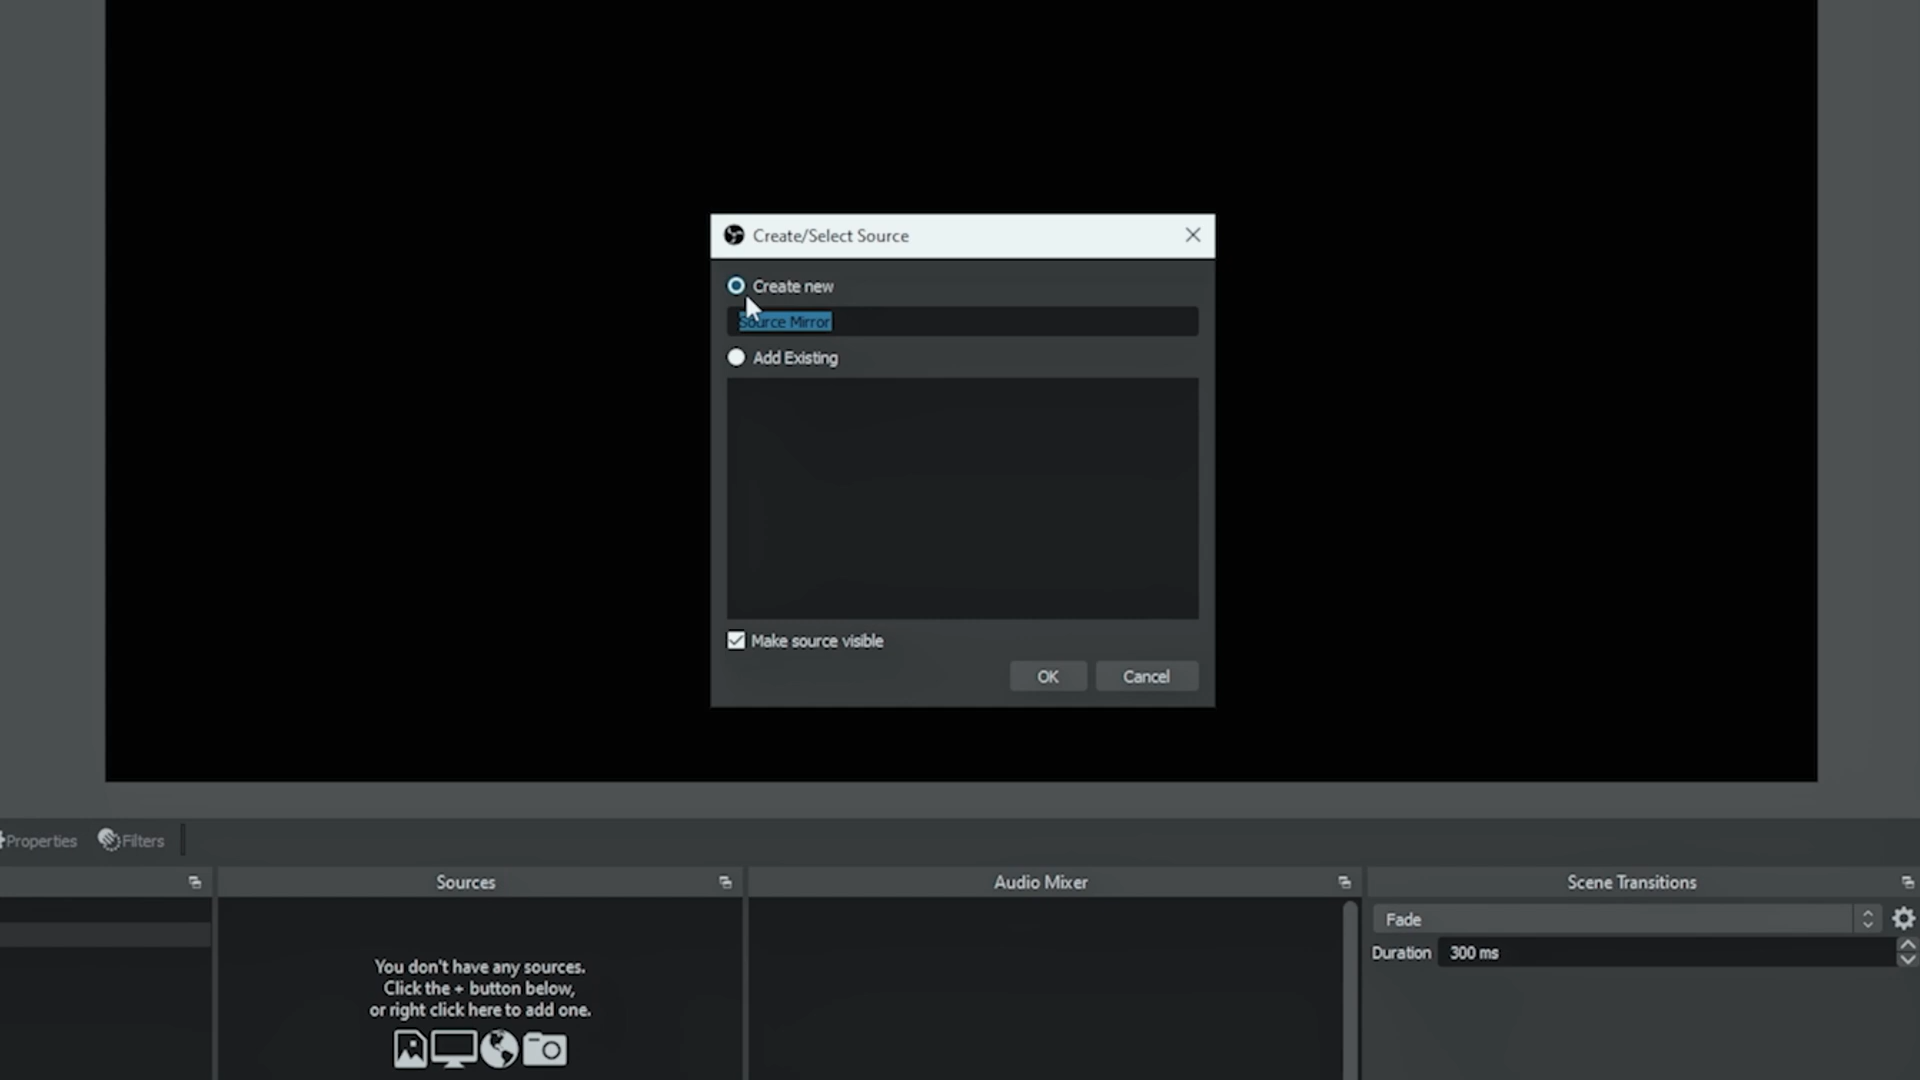 Create/Select Source
Create new
Source Mirror
Add Existing
Make source visible
OK
Cancel
Properties
Filters
Sources
Audio Mixer
Scene Transitions
You don't have any sources.
Click the + button below,
or right click here to add one.
Fade
Duration
300 ms